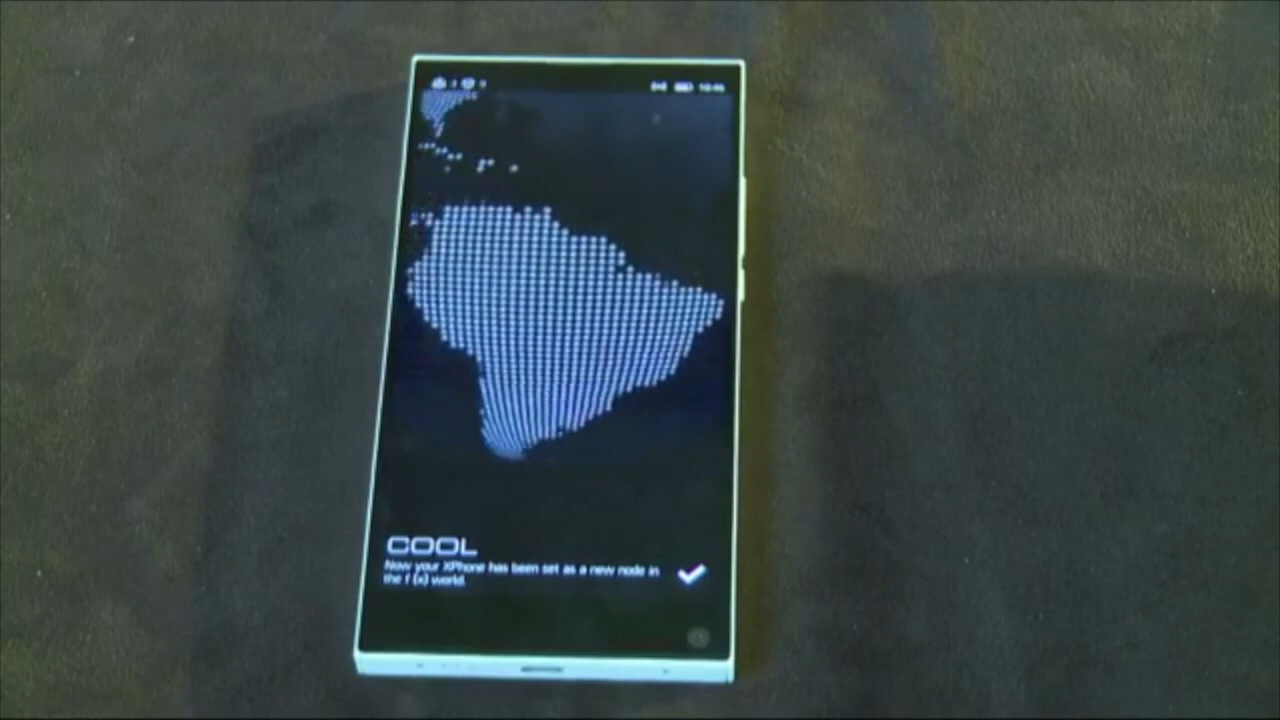 COOL
Now your XPhone has been set as a new node in
the f (x) world.